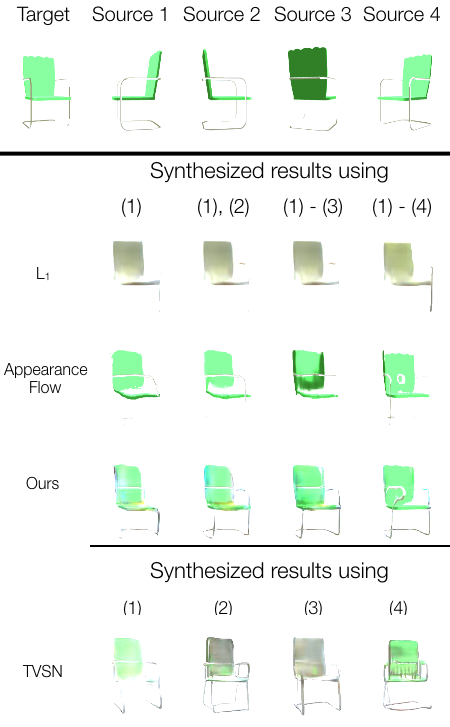 Target Source 1 Source 2 Source 3 Source 4
Synthesized results using
(1) (1), (2) (1) - (3) (1) - (4)
L₁
Appearance
Flow
Ours
Synthesized results using
(1) (2) (3) (4)
TVSN